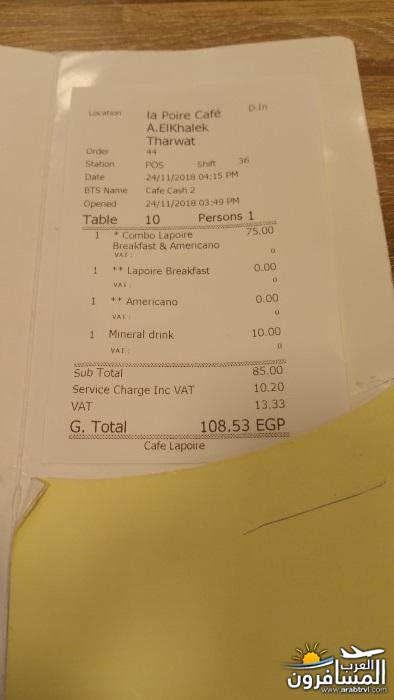 Location la Poire Café D.In
A.ElKhalek
Tharwat
Order 44
Station POS Shift 36
Date 24/11/2018 04:15 PM
BTS Name Cafe Cash 2
Opened 24/11/2018 03:49 PM
Table 10 Persons 1
1 * Combo Lapoire 75.00
Breakfast & Americano
VAT : 0
1 ** Lapoire Breakfast 0.00
VAT : 0
1 ** Americano 0.00
VAT : 0
1 Mineral drink 10.00
VAT : 0
Sub Total 85.00
Service Charge Inc VAT 10.20
VAT 13.33
G. Total 108.53 EGP
Cafe Lapoire
العرب
المسافرون
www.arabtrvl.com